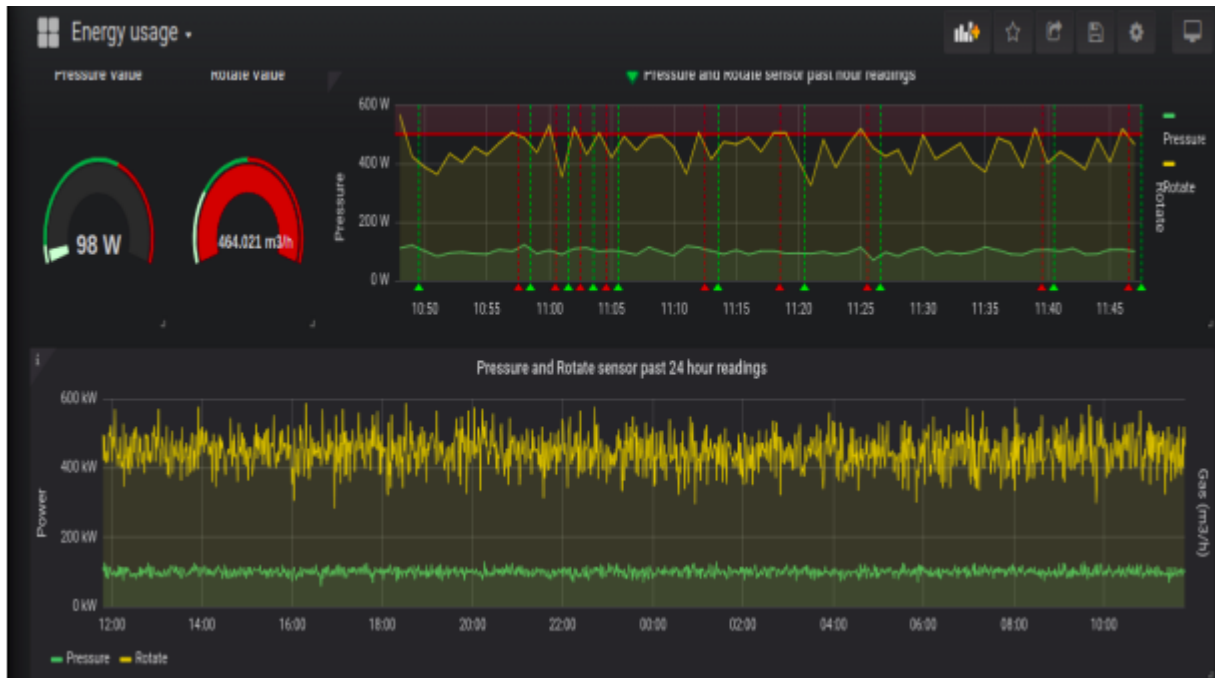 Energy usage
Pressure Value
Rotate Value
Pressure and Rotate sensor past hour readings
98 W
464.021 m3/h
Pressure
600 W
400 W
200 W
0 W
10:50 10:55 11:00 11:05 11:10 11:15 11:20 11:25 11:30 11:35 11:40 11:45
Rotate
Pressure
Rotate
i
Pressure and Rotate sensor past 24 hour readings
Power
600 kW
400 kW
200 kW
0 kW
12:00 14:00 16:00 18:00 20:00 22:00 00:00 02:00 04:00 06:00 08:00 10:00
Gas (m3/h)
Pressure Rotate